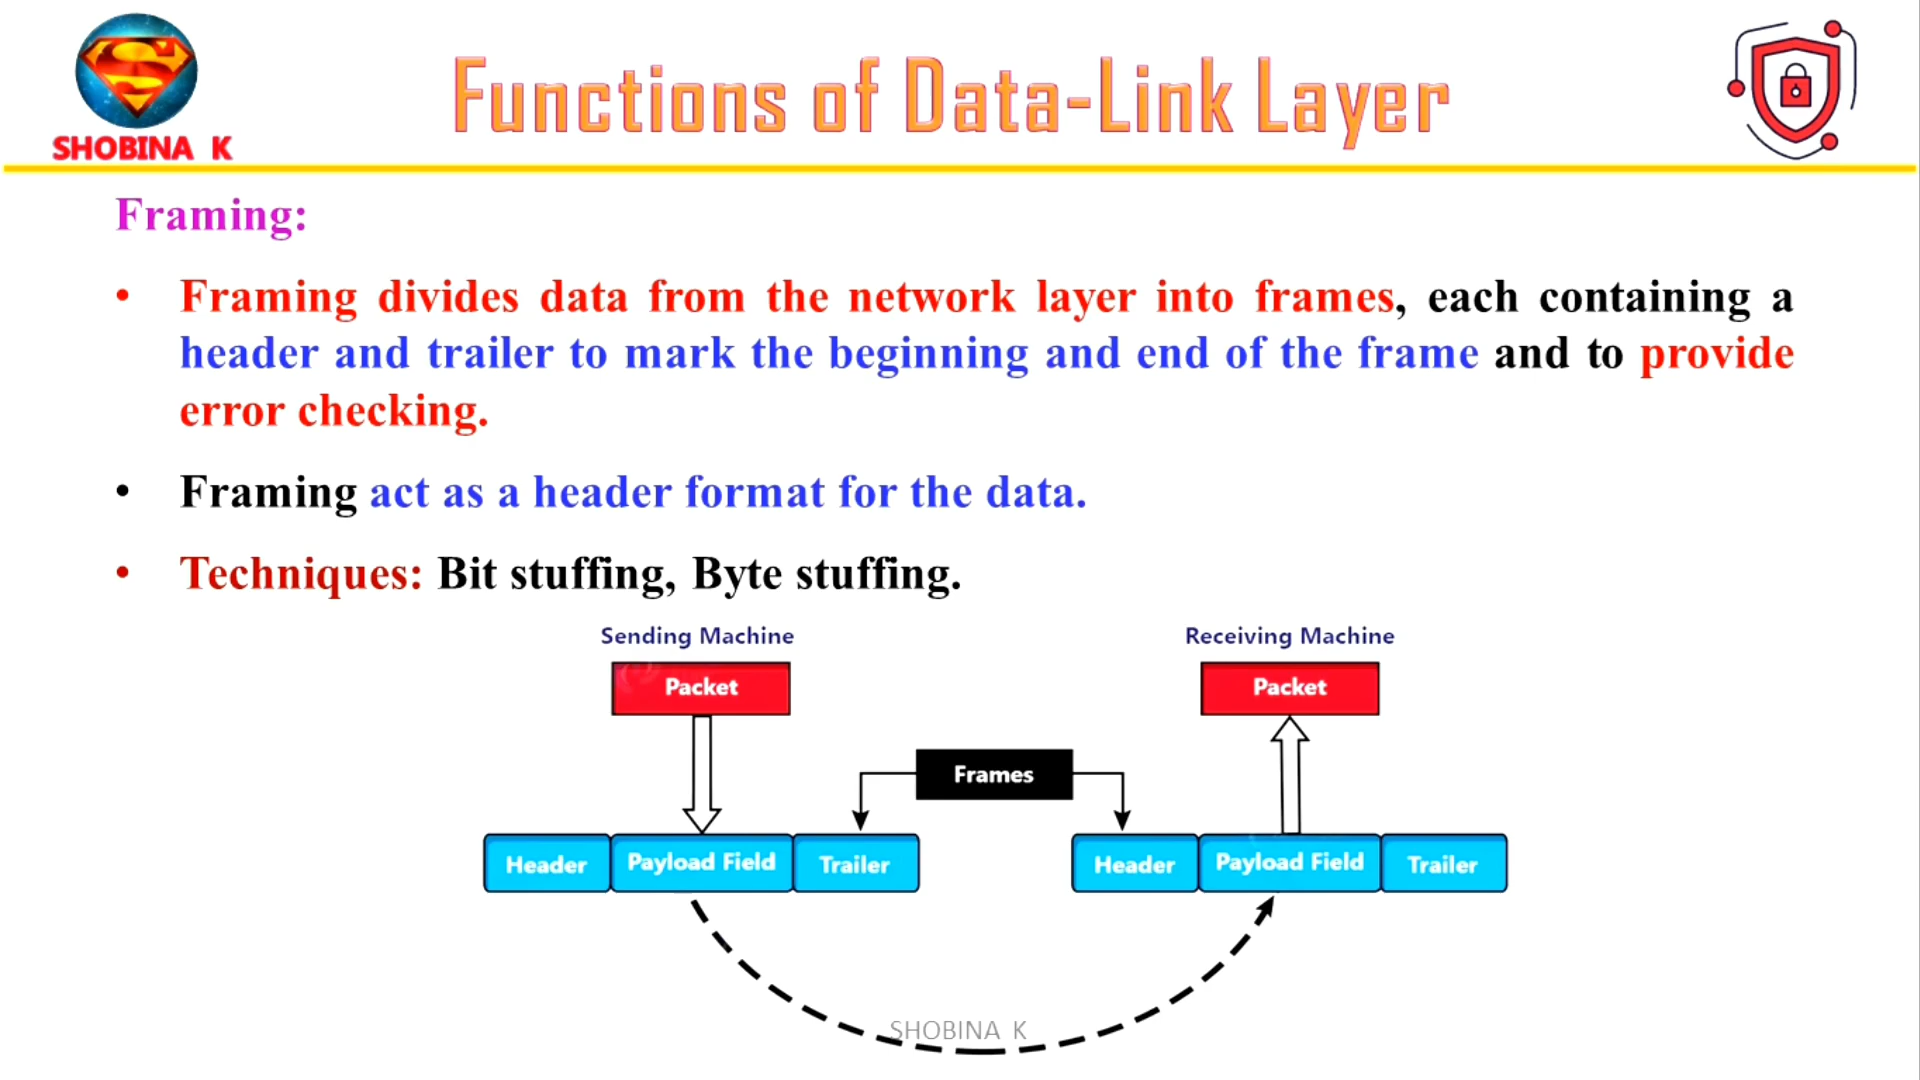 Functions of Data-Link Layer
SHOBINA K
Framing:
• Framing divides data from the network layer into frames, each containing a
header and trailer to mark the beginning and end of the frame and to provide
error checking.
• Framing act as a header format for the data.
• Techniques: Bit stuffing, Byte stuffing.
Sending Machine
Receiving Machine
Packet
Packet
Frames
Header Payload Field Trailer
Header Payload Field Trailer
SHOBINA K